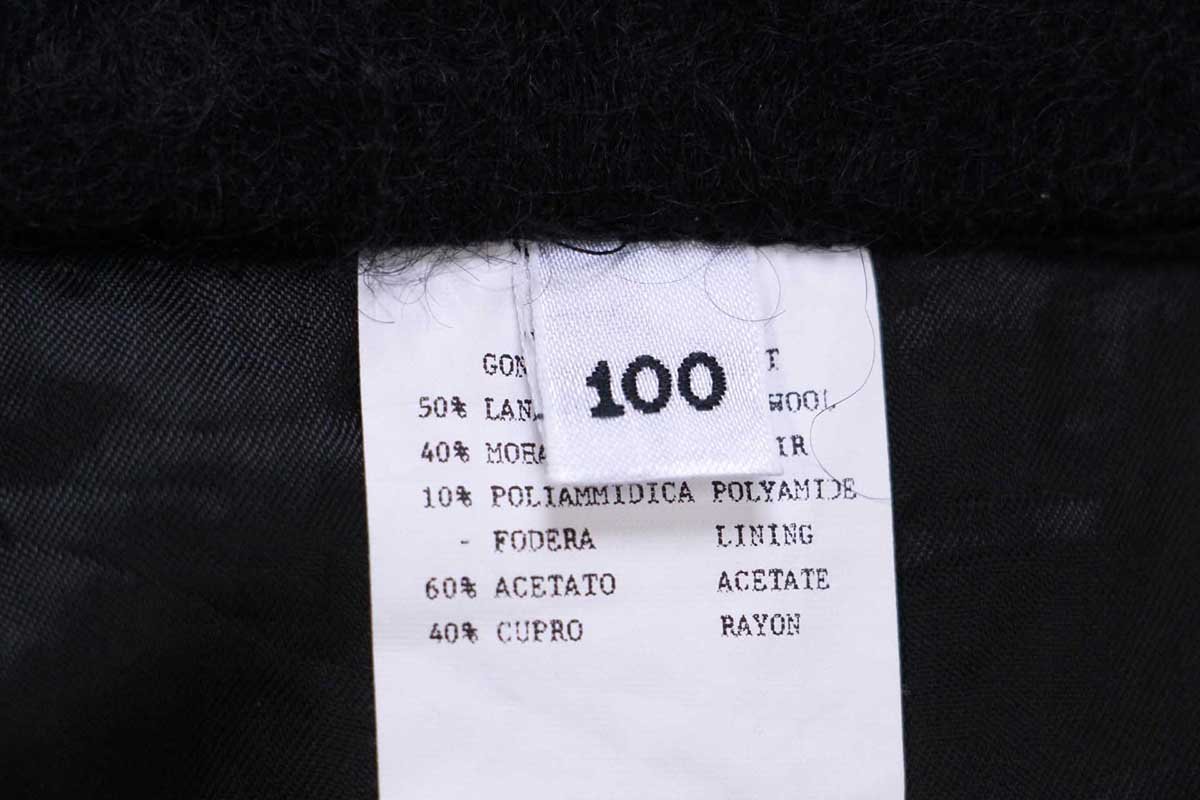 100
GON T
50% LAN WOOL
40% MOHA IR
10% POLIAMMIDICA POLYAMIDE
- FODERA LINING
60% ACETATO ACETATE
40% CUPRO RAYON